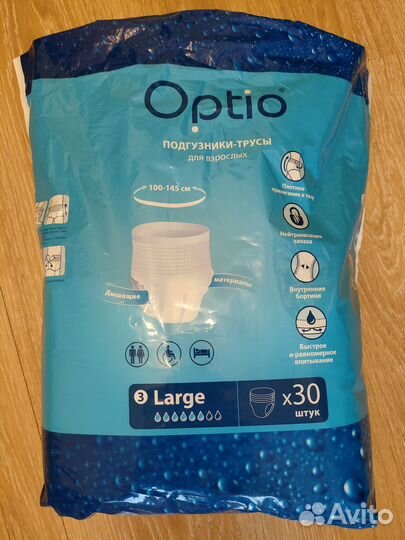 Optio
ПОДГУЗНИКИ-ТРУСЫ
для взрослых
100-145 см
Плотное
прилегание к телу
Нейтрализация
запаха
Внутренние
бортики
Быстрое
и равномерное
впитывание
Дышащие
материалы
3 Large
x30
штук
Avito